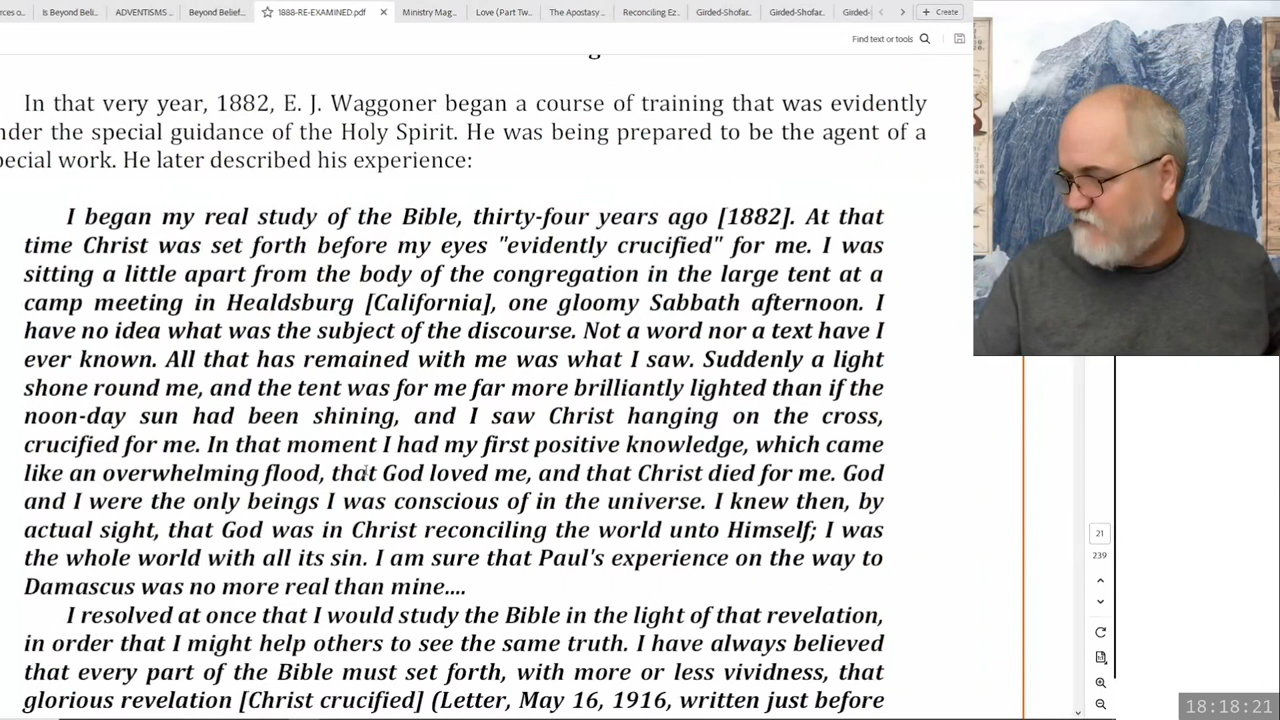 rces o...
Is Beyond Beli...
ADVENTISMS ...
Beyond Belief...
1888-RE-EXAMINED.pdf
Ministry Mag...
Love (Part Tw...
The Apostasy ...
Reconciling Ez...
Girded-Shofar...
Girded-Shofar...
Girded-
Create
Find text or tools
In that very year, 1882, E. J. Waggoner began a course of training that was evidently
nder the special guidance of the Holy Spirit. He was being prepared to be the agent of a
pecial work. He later described his experience:
I began my real study of the Bible, thirty-four years ago [1882]. At that
time Christ was set forth before my eyes "evidently crucified" for me. I was
sitting a little apart from the body of the congregation in the large tent at a
camp meeting in Healdsburg [California], one gloomy Sabbath afternoon. I
have no idea what was the subject of the discourse. Not a word nor a text have I
ever known. All that has remained with me was what I saw. Suddenly a light
shone round me, and the tent was for me far more brilliantly lighted than if the
noon-day sun had been shining, and I saw Christ hanging on the cross,
crucified for me. In that moment I had my first positive knowledge, which came
like an overwhelming flood, that God loved me, and that Christ died for me. God
and I were the only beings I was conscious of in the universe. I knew then, by
actual sight, that God was in Christ reconciling the world unto Himself; I was
the whole world with all its sin. I am sure that Paul's experience on the way to
Damascus was no more real than mine....
I resolved at once that I would study the Bible in the light of that revelation,
in order that I might help others to see the same truth. I have always believed
that every part of the Bible must set forth, with more or less vividness, that
glorious revelation [Christ crucified] (Letter, May 16, 1916, written just before
21
239
18:18:21